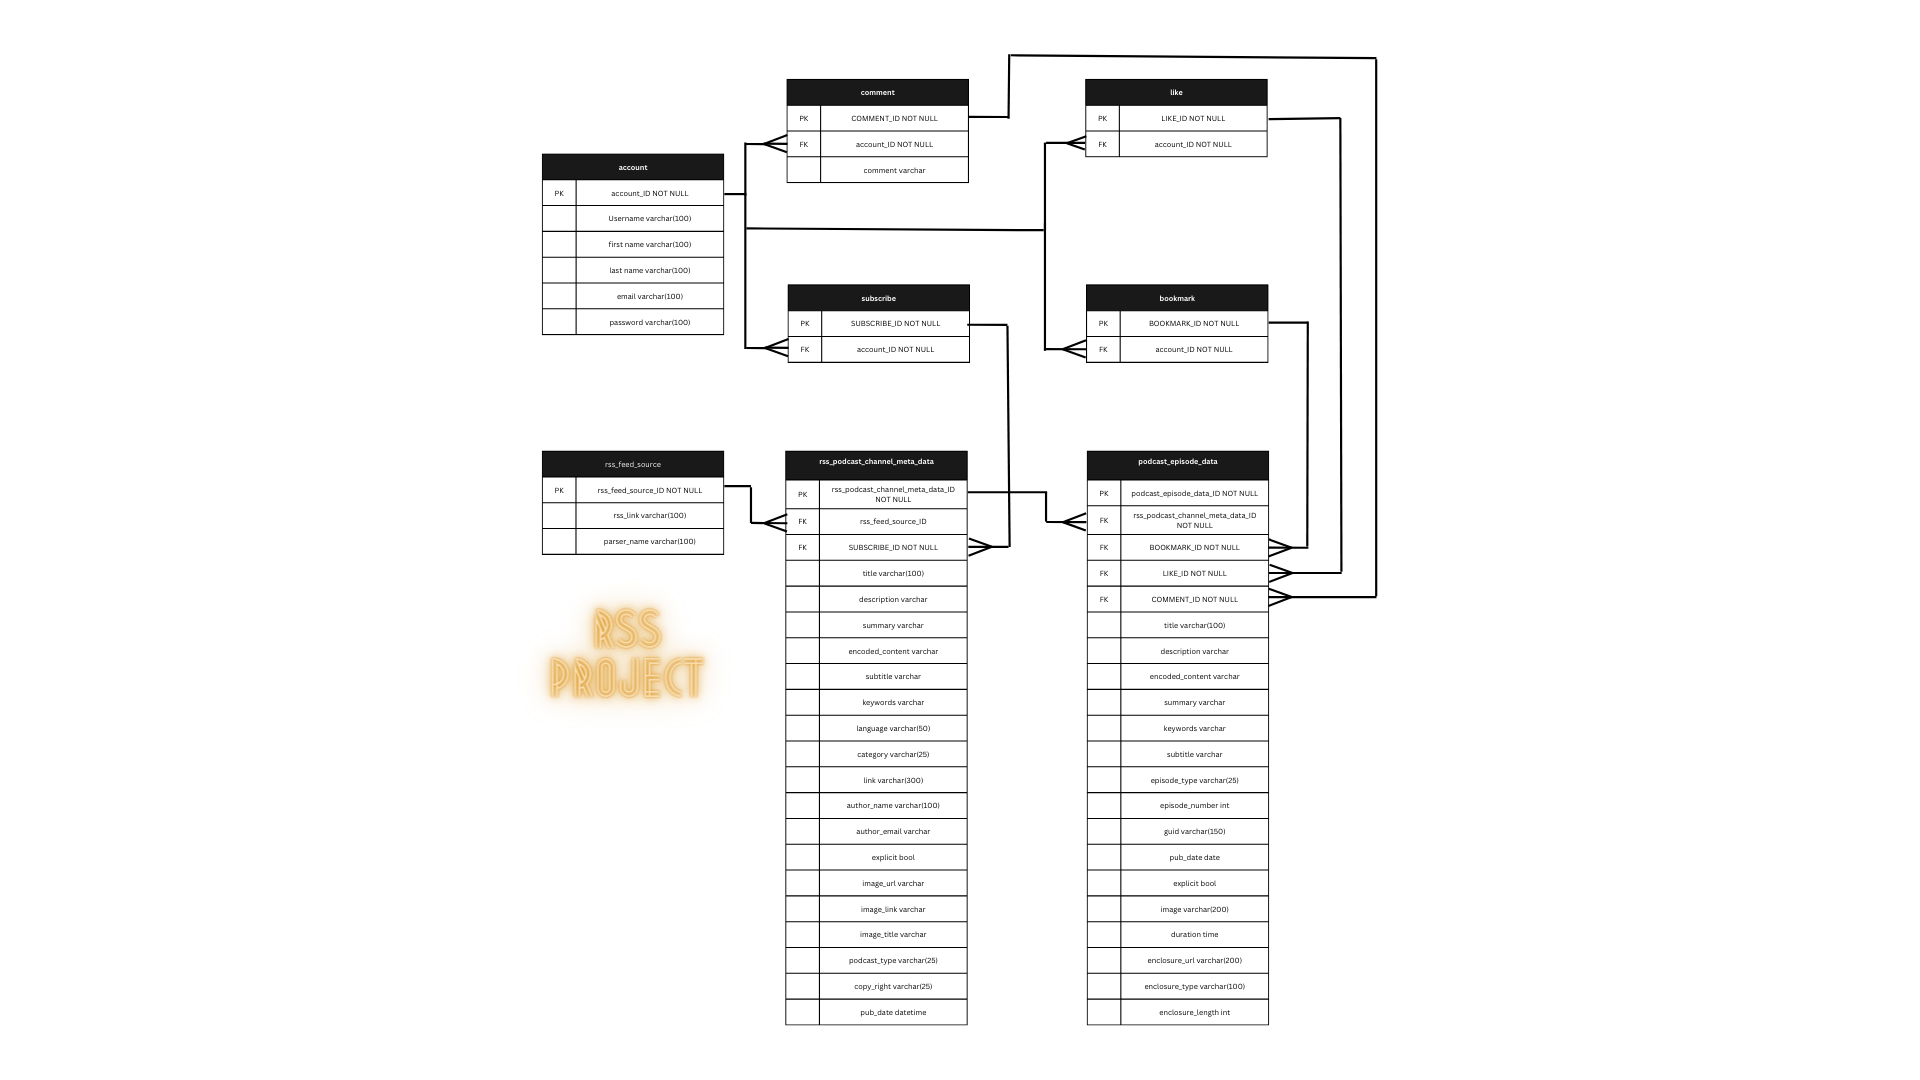 comment
PK COMMENT_ID NOT NULL
FK account_ID NOT NULL
comment varchar
like
PK LIKE_ID NOT NULL
FK account_ID NOT NULL
account
PK account_ID NOT NULL
Username varchar(100)
first name varchar(100)
last name varchar(100)
email varchar(100)
password varchar(100)
subscribe
PK SUBSCRIBE_ID NOT NULL
FK account_ID NOT NULL
bookmark
PK BOOKMARK_ID NOT NULL
FK account_ID NOT NULL
rss_feed_source
PK rss_feed_source_ID NOT NULL
rss_link varchar(100)
parser_name varchar(100)
RSS
PROJECT
rss_podcast_channel_meta_data
PK rss_podcast_channel_meta_data_ID
NOT NULL
FK rss_feed_source_ID
FK SUBSCRIBE_ID NOT NULL
title varchar(100)
description varchar
summary varchar
encoded_content varchar
subtitle varchar
keywords varchar
language varchar(50)
category varchar(25)
link varchar(300)
author_name varchar(100)
author_email varchar
explicit bool
image_url varchar
image_link varchar
image_title varchar
podcast_type varchar(25)
copy_right varchar(25)
pub_date datetime
podcast_episode_data
PK podcast_episode_data_ID NOT NULL
FK rss_podcast_channel_meta_data_ID
NOT NULL
FK BOOKMARK_ID NOT NULL
FK LIKE_ID NOT NULL
FK COMMENT_ID NOT NULL
title varchar(100)
description varchar
encoded_content varchar
summary varchar
keywords varchar
subtitle varchar
episode_type varchar(25)
episode_number int
guid varchar(150)
pub_date date
explicit bool
image varchar(200)
duration time
enclosure_url varchar(200)
enclosure_type varchar(100)
enclosure_length int